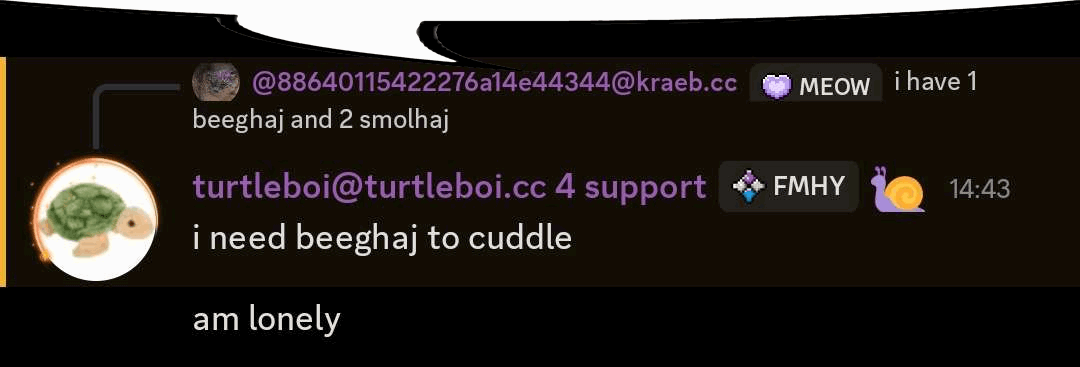 @88640115422276a14e44344@kraeb.cc MEOW i have 1
beeghaj and 2 smolhaj
turtleboi@turtleboi.cc 4 support FMHY 14:43
i need beeghaj to cuddle
am lonely